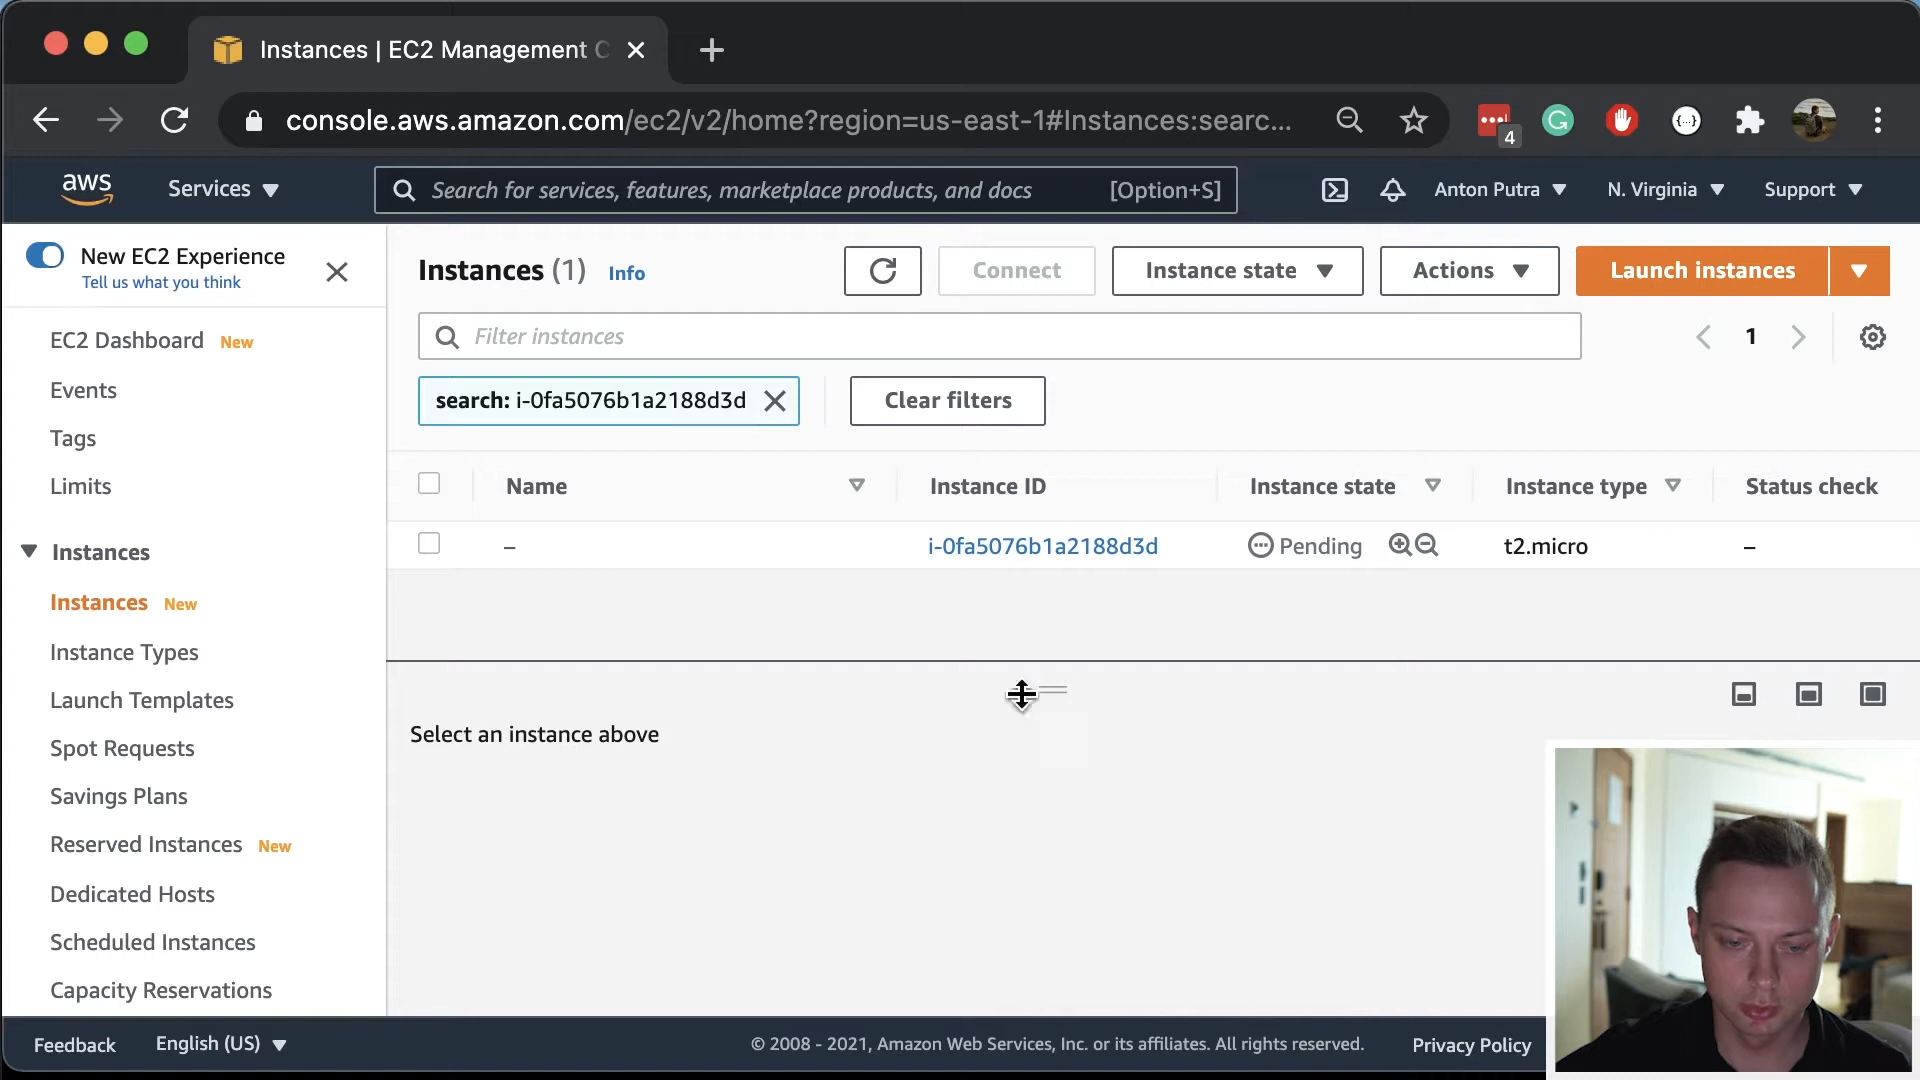 Instances | EC2 Management C
console.aws.amazon.com/ec2/v2/home?region=us-east-1#Instances:searc...
4
aws
Services
Search for services, features, marketplace products, and docs
[Option+S]
Anton Putra
N. Virginia
Support
New EC2 Experience
Tell us what you think
EC2 Dashboard New
Events
Tags
Limits
Instances
Instances New
Instance Types
Launch Templates
Spot Requests
Savings Plans
Reserved Instances New
Dedicated Hosts
Scheduled Instances
Capacity Reservations
Instances (1) Info
Connect
Instance state
Actions
Launch instances
Filter instances
1
search: i-0fa5076b1a2188d3d
Clear filters
Name
Instance ID
Instance state
Instance type
Status check
–
i-0fa5076b1a2188d3d
Pending
t2.micro
–
Select an instance above
Feedback
English (US)
© 2008 - 2021, Amazon Web Services, Inc. or its affiliates. All rights reserved.
Privacy Policy